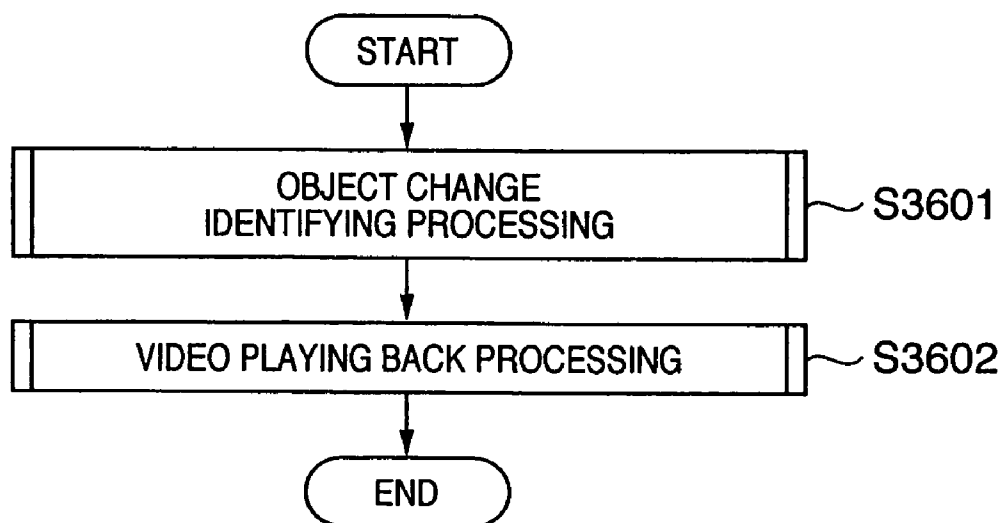 START
OBJECT CHANGE
IDENTIFYING PROCESSING
S3601
VIDEO PLAYING BACK PROCESSING
S3602
END